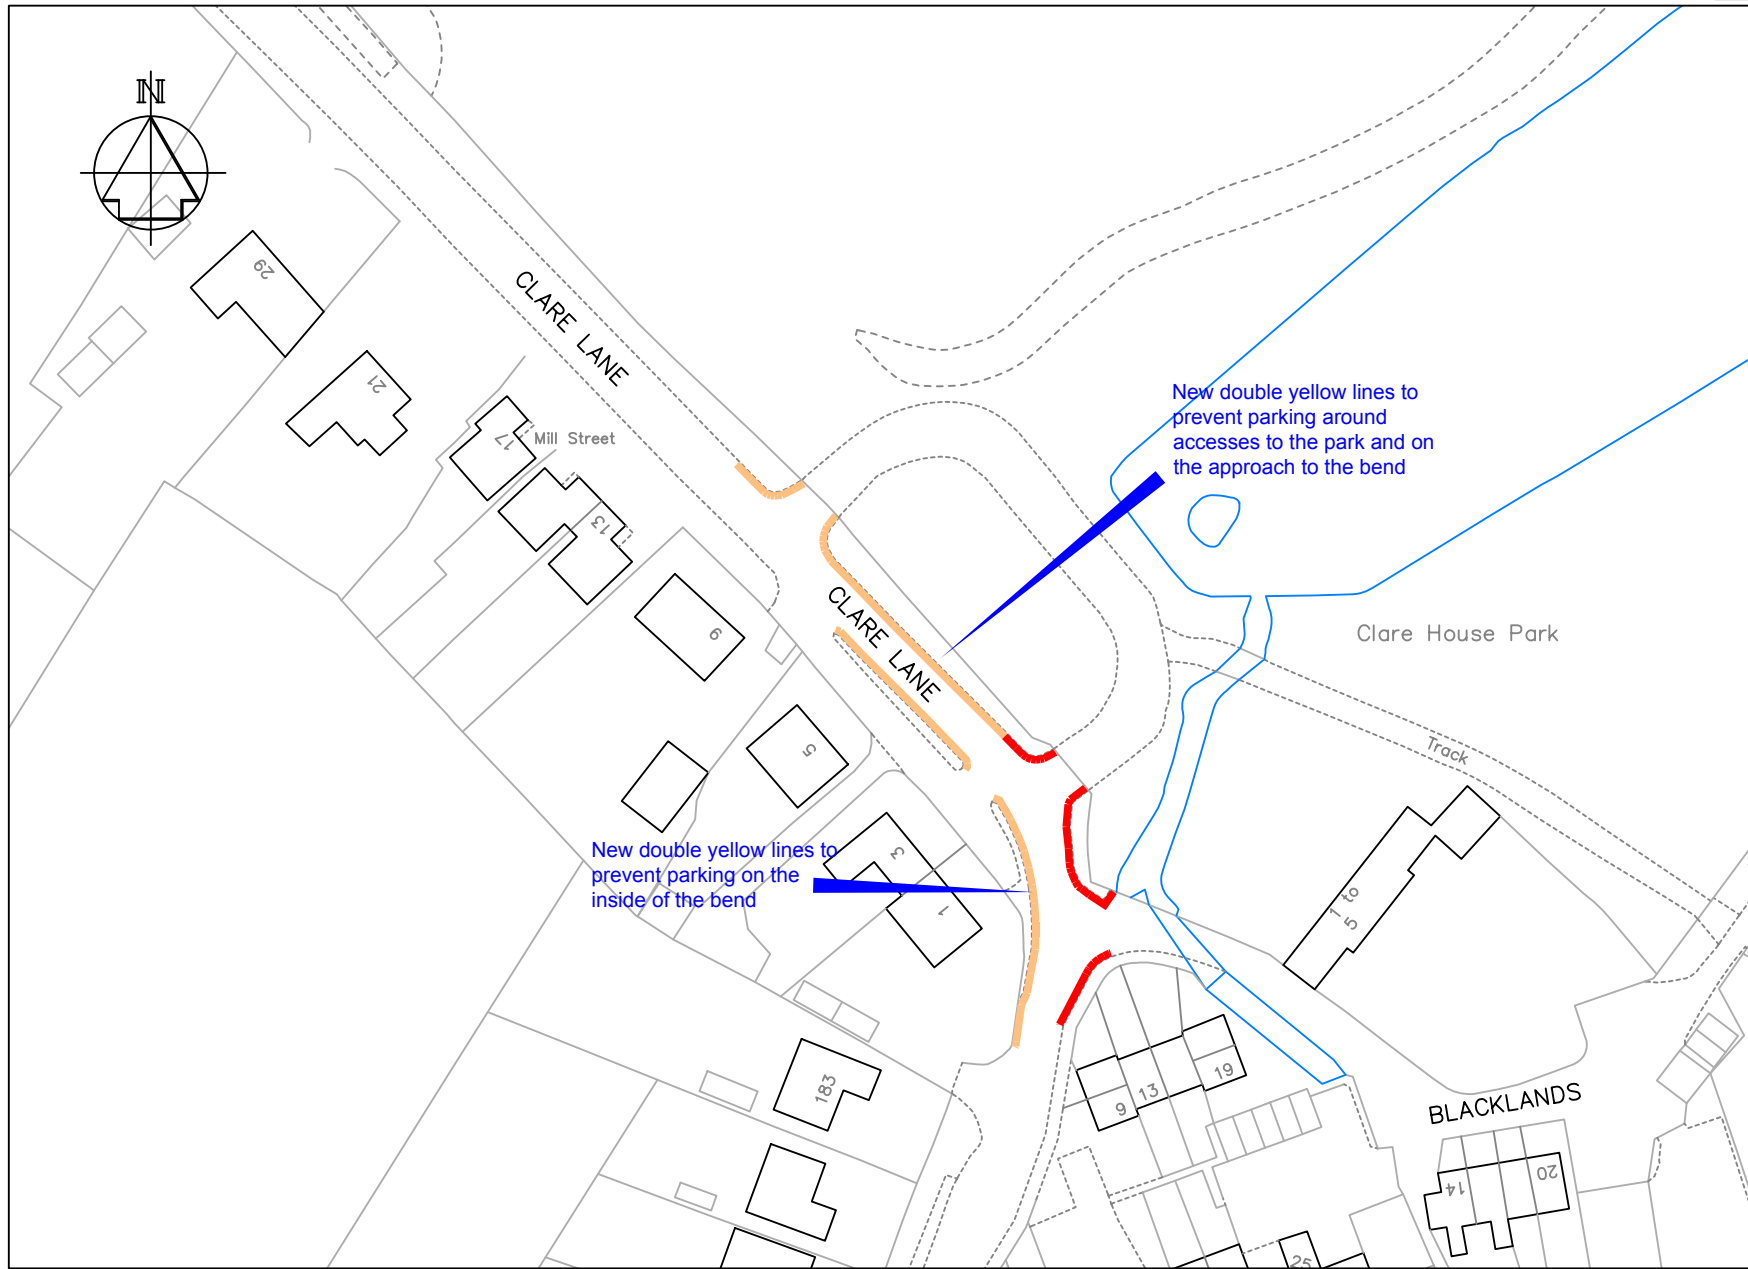 N
29
CLARE LANE
21
17
Mill Street
13
New double yellow lines to
prevent parking around
accesses to the park and on
the approach to the bend
CLARE LANE
9
Clare House Park
5
Track
New double yellow lines to
prevent parking on the
inside of the bend
3
1
1 to
5
183
9
13
19
BLACKLANDS
14
20
25